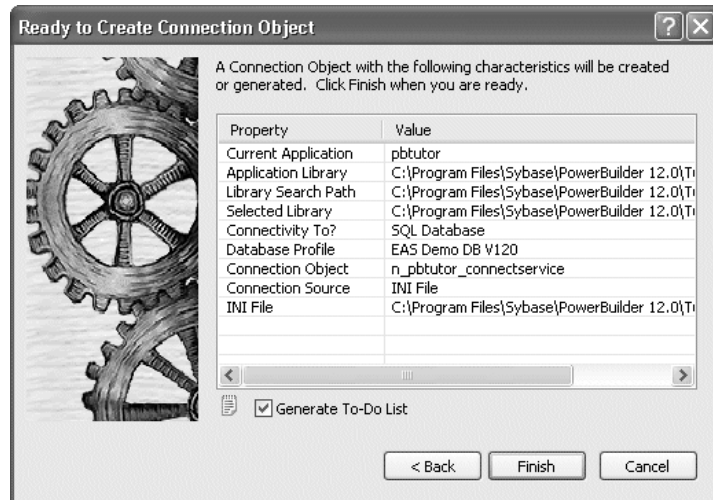 Ready to Create Connection Object
A Connection Object with the following characteristics will be created
or generated. Click Finish when you are ready.
Property Value
Current Application pbtutor
Application Library C:\Program Files\Sybase\PowerBuilder 12.0\Tu
Library Search Path C:\Program Files\Sybase\PowerBuilder 12.0\Tu
Selected Library C:\Program Files\Sybase\PowerBuilder 12.0\Tu
Connectivity To? SQL Database
Database Profile EAS Demo DB V120
Connection Object n_pbtutor_connectservice
Connection Source INI File
INI File C:\Program Files\Sybase\PowerBuilder 12.0\Tu
Generate To-Do List
< Back Finish Cancel